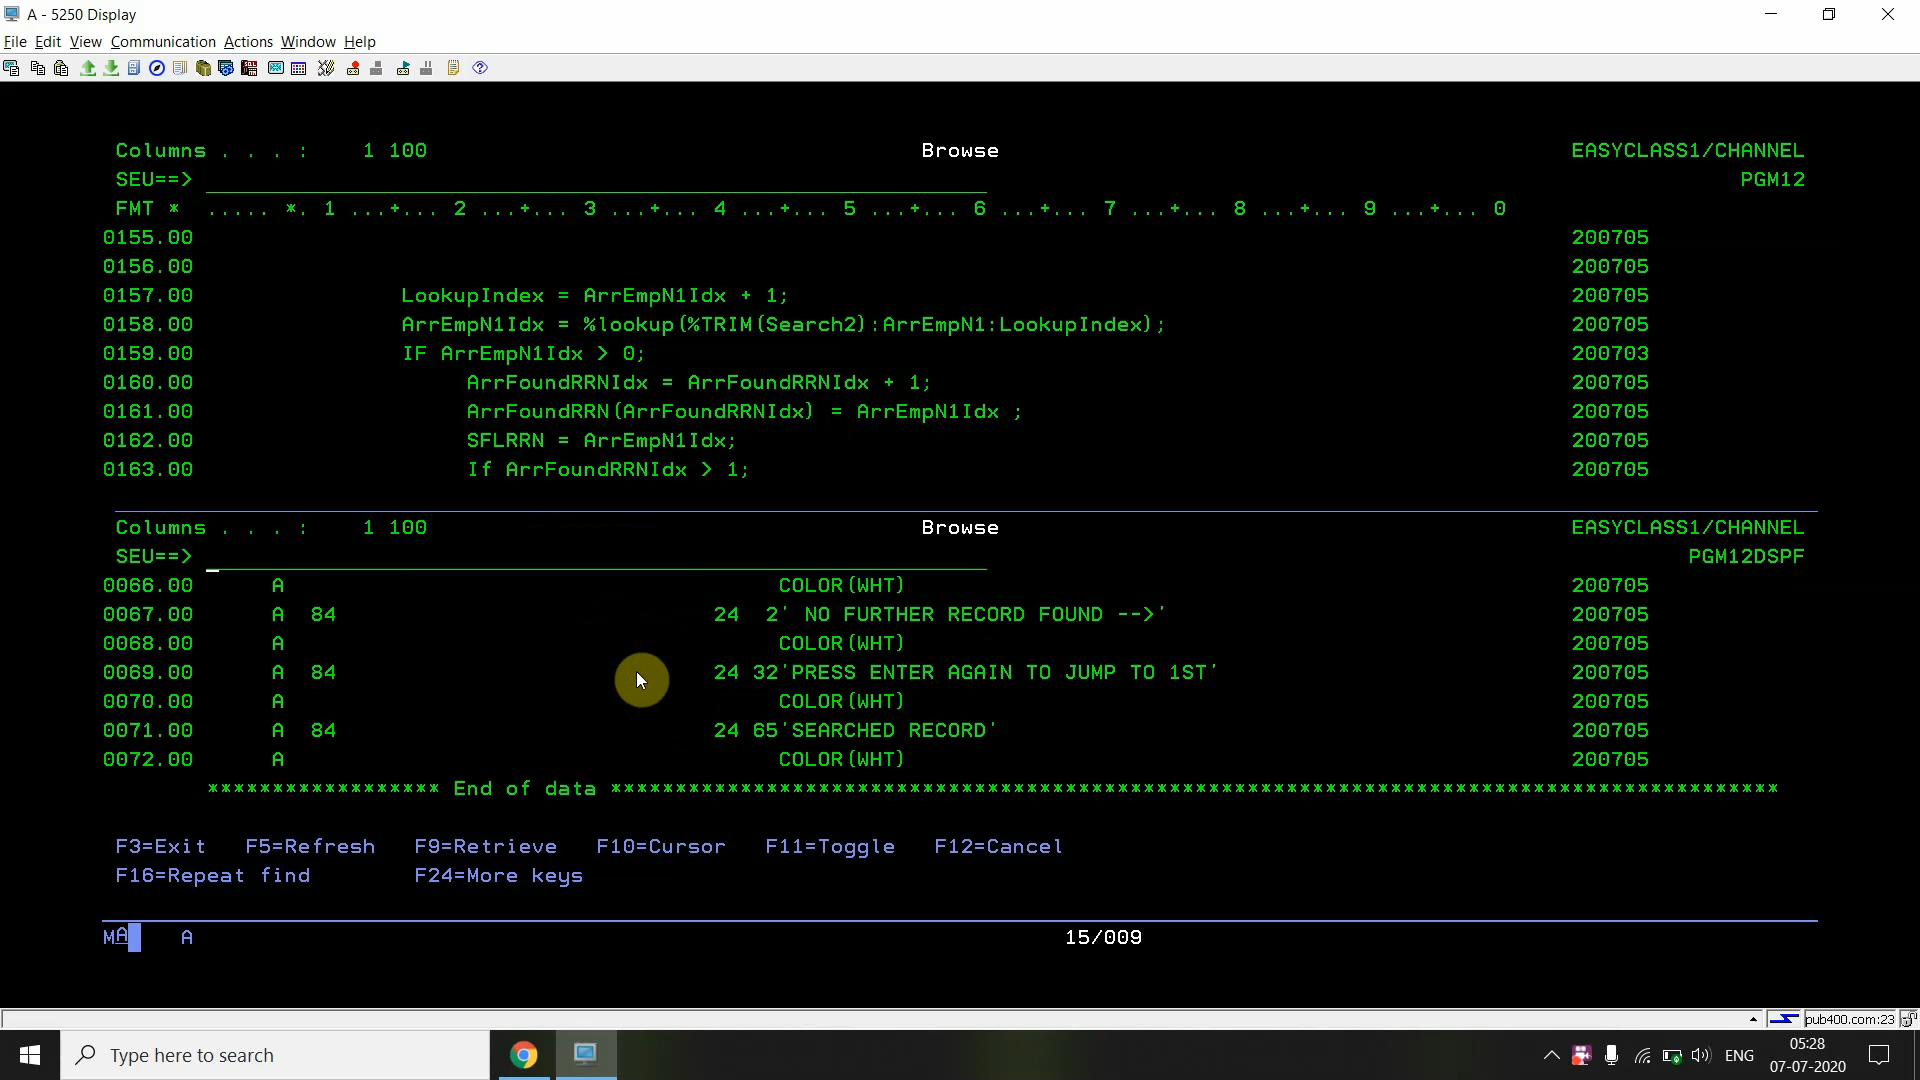 A - 5250 Display
File Edit View Communication Actions Window Help
Columns . . . : 1 100 Browse EASYCLASS1/CHANNEL
SEU==> PGM12
FMT * ..... *. 1 ...+... 2 ...+... 3 ...+... 4 ...+... 5 ...+... 6 ...+... 7 ...+... 8 ...+... 9 ...+... 0
0155.00 200705
0156.00 200705
0157.00 LookupIndex = ArrEmpN1Idx + 1; 200705
0158.00 ArrEmpN1Idx = %lookup(%TRIM(Search2):ArrEmpN1:LookupIndex); 200705
0159.00 IF ArrEmpN1Idx > 0; 200703
0160.00 ArrFoundRRNIdx = ArrFoundRRNIdx + 1; 200705
0161.00 ArrFoundRRN(ArrFoundRRNIdx) = ArrEmpN1Idx ; 200705
0162.00 SFLRRN = ArrEmpN1Idx; 200705
0163.00 If ArrFoundRRNIdx > 1; 200705
Columns . . . : 1 100 Browse EASYCLASS1/CHANNEL
SEU==> PGM12DSPF
0066.00 A COLOR(WHT) 200705
0067.00 A 84 24 2' NO FURTHER RECORD FOUND -->' 200705
0068.00 A COLOR(WHT) 200705
0069.00 A 84 24 32'PRESS ENTER AGAIN TO JUMP TO 1ST' 200705
0070.00 A COLOR(WHT) 200705
0071.00 A 84 24 65'SEARCHED RECORD' 200705
0072.00 A COLOR(WHT) 200705
****************** End of data ******************************************************************************************
F3=Exit F5=Refresh F9=Retrieve F10=Cursor F11=Toggle F12=Cancel
F16=Repeat find F24=More keys
MA A 15/009
pub400.com:23
Type here to search
ENG
05:28
07-07-2020